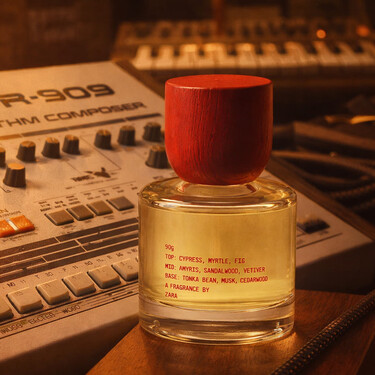 R-909
THM COMPOSER
90g
TOP: CYPRESS, MYRTLE, FIG
MID: AMYRIS, SANDALWOOD, VETIVER
BASE: TONKA BEAN, MUSK, CEDARWOOD
A FRAGRANCE BY
ZARA